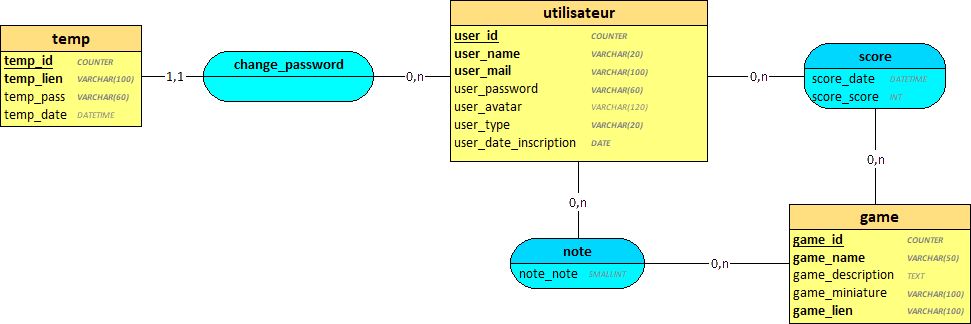 temp
temp_id COUNTER
temp_lien VARCHAR(100)
temp_pass VARCHAR(60)
temp_date DATETIME
1,1
change_password
0,n
utilisateur
user_id COUNTER
user_name VARCHAR(20)
user_mail VARCHAR(100)
user_password VARCHAR(60)
user_avatar VARCHAR(120)
user_type VARCHAR(20)
user_date_inscription DATE
0,n
score
score_date DATETIME
score_score INT
0,n
0,n
note
note_note SMALLINT
0,n
game
game_id COUNTER
game_name VARCHAR(50)
game_description TEXT
game_miniature VARCHAR(100)
game_lien VARCHAR(100)